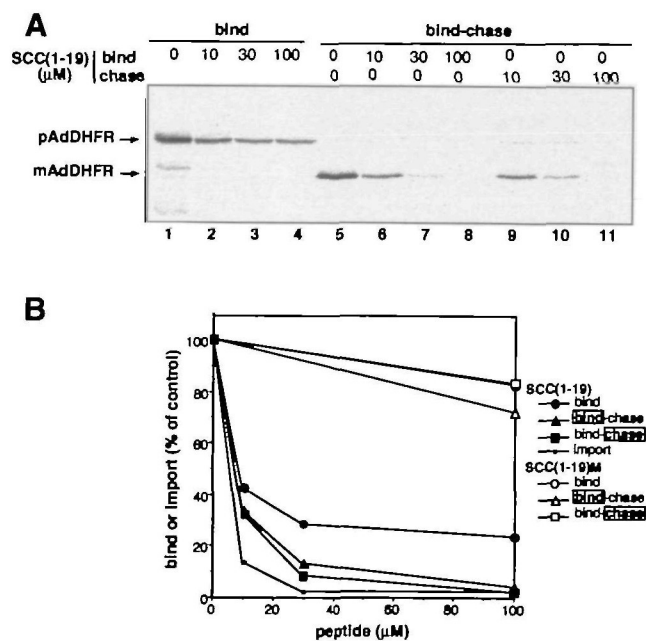 A
bind
bind-chase
SCC(1-19) bind 0 10 30 100 0 10 30 100 0 0 0
(μM) chase 0 0 0 0 10 30 100
pAdDHFR
mAdDHFR
1 2 3 4 5 6 7 8 9 10 11
B
bind or import (% of control)
100
80
60
40
20
0
0 20 40 60 80 100
peptide (μM)
SCC(1-19)
bind
bind-chase
bind-chase
import
SCC(1-19)M
bind
bind-chase
bind-chase